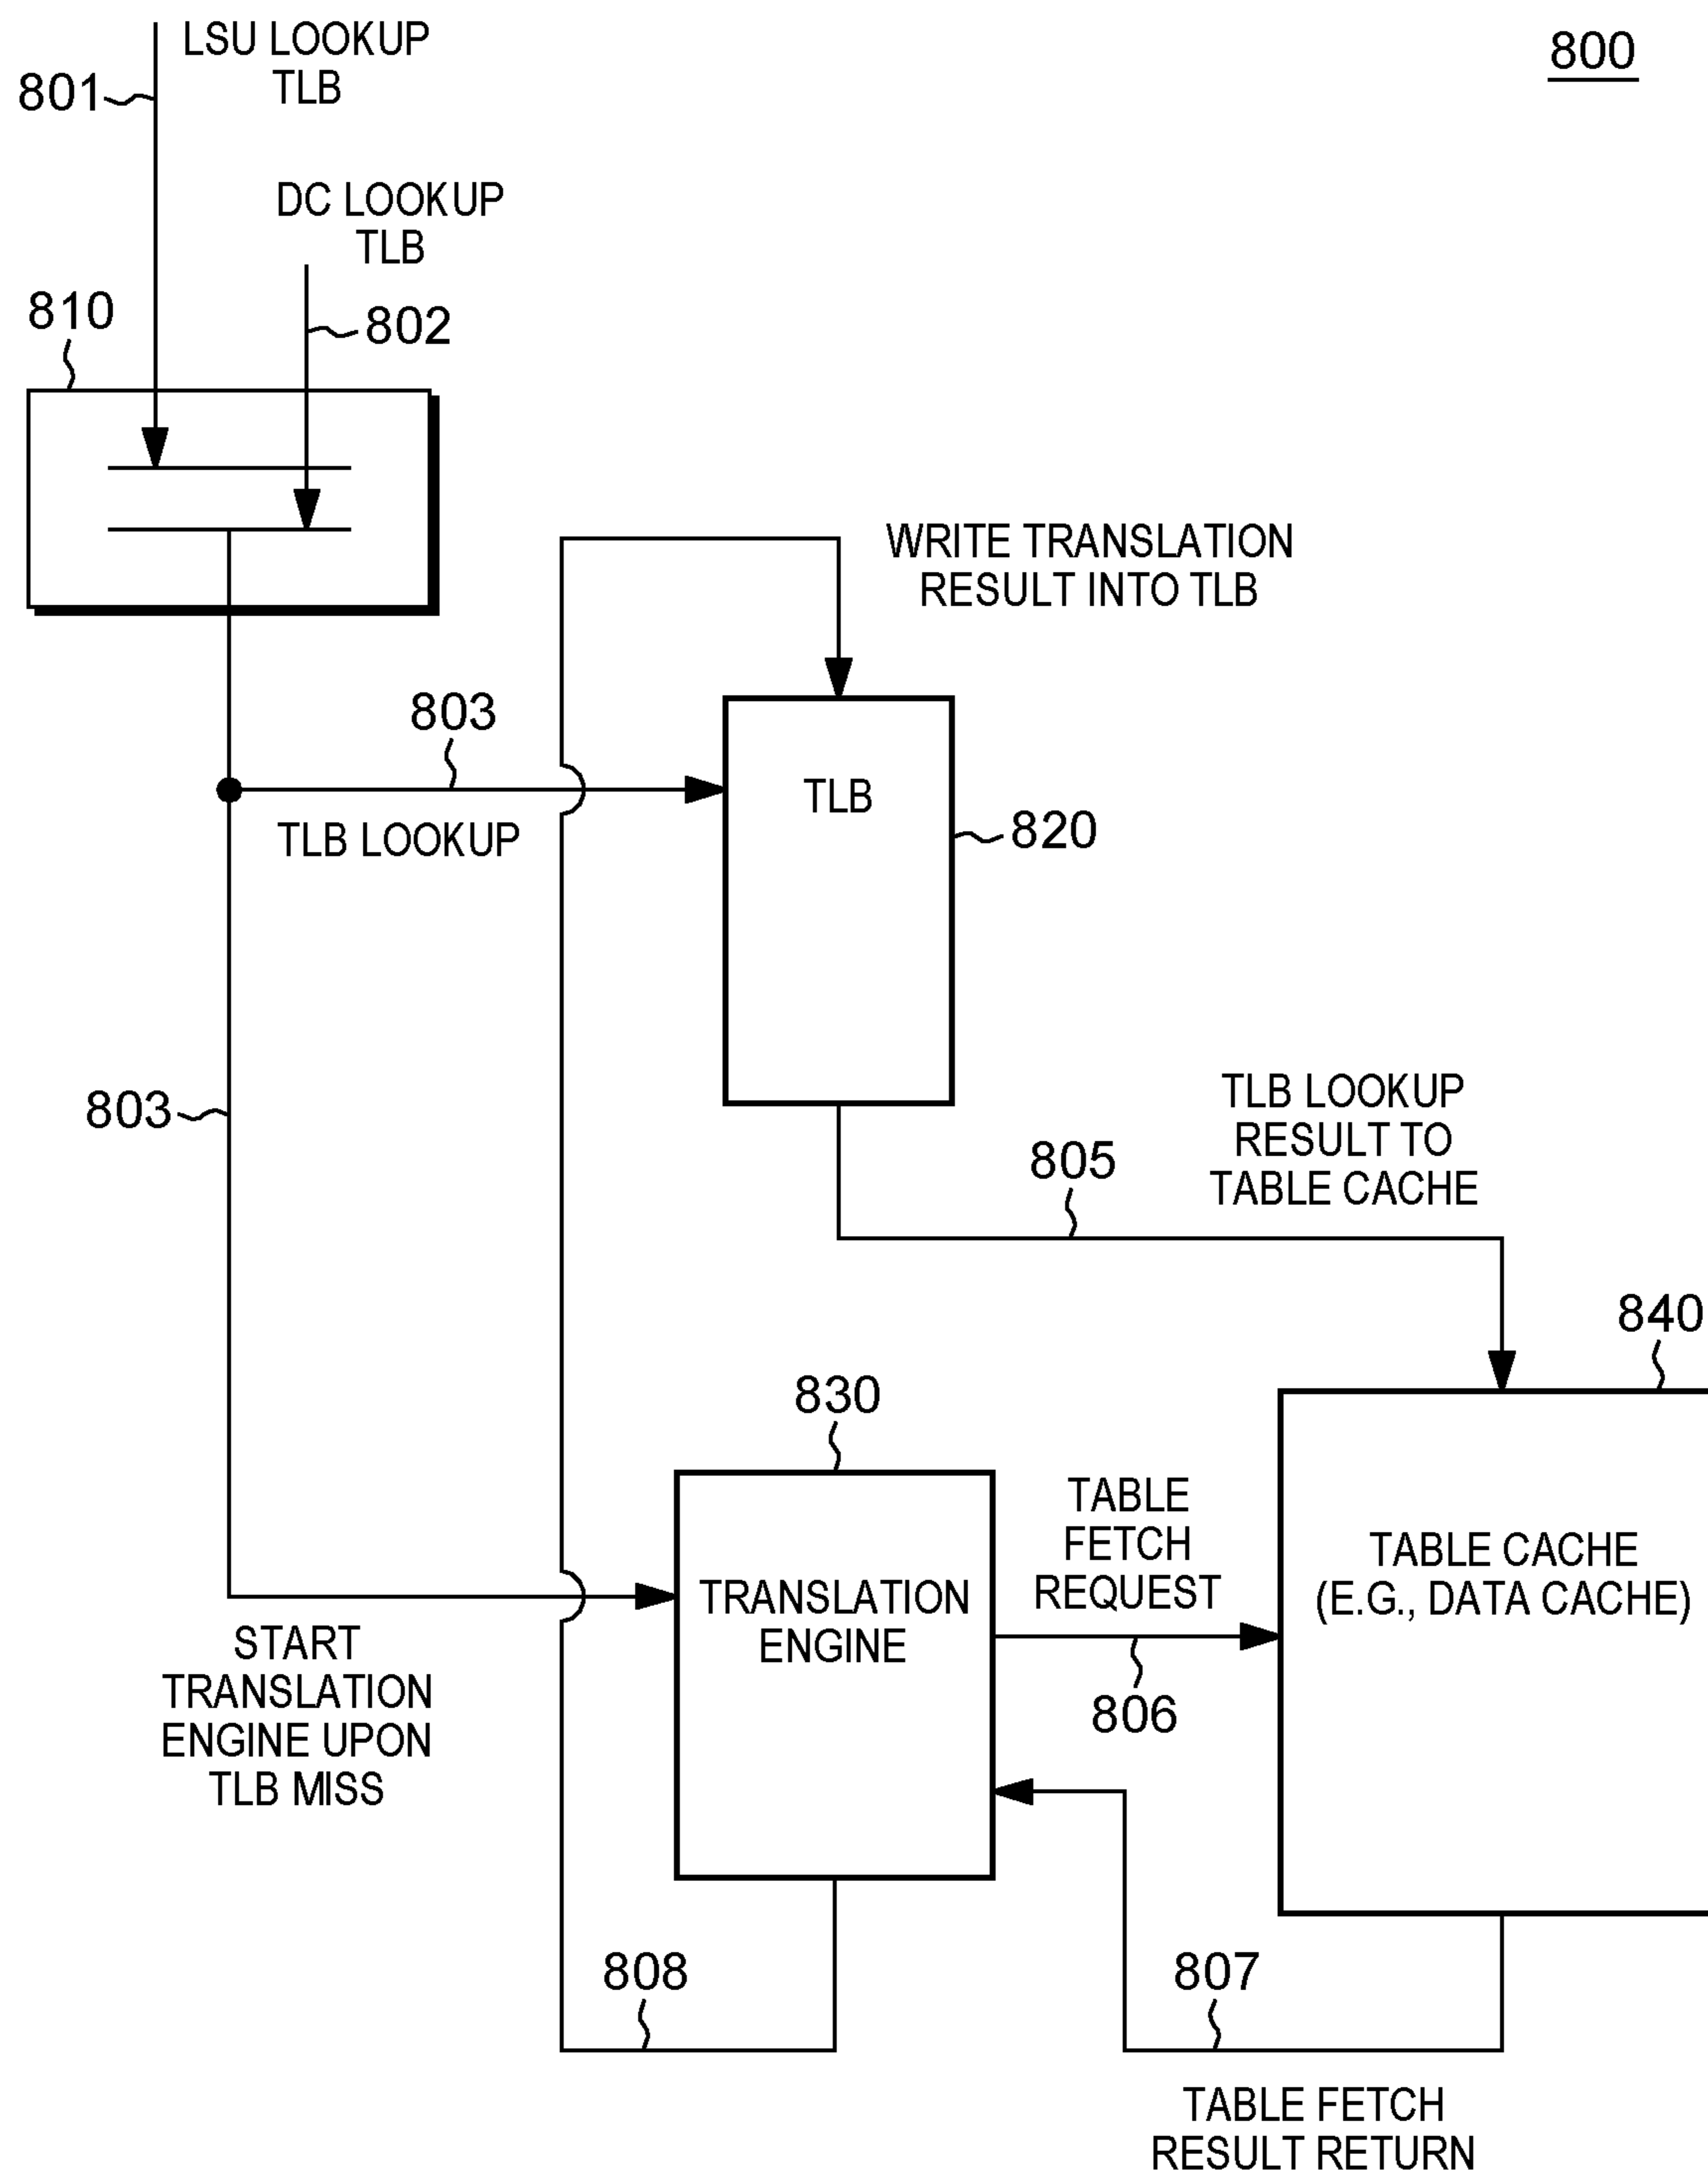 LSU LOOKUP
TLB
800
801
DC LOOKUP
TLB
810
802
WRITE TRANSLATION
RESULT INTO TLB
803
TLB
TLB LOOKUP
820
803
TLB LOOKUP
RESULT TO
TABLE CACHE
805
840
830
TABLE
FETCH
REQUEST
TABLE CACHE
(E.G., DATA CACHE)
TRANSLATION
ENGINE
START
TRANSLATION
ENGINE UPON
TLB MISS
806
808
807
TABLE FETCH
RESULT RETURN